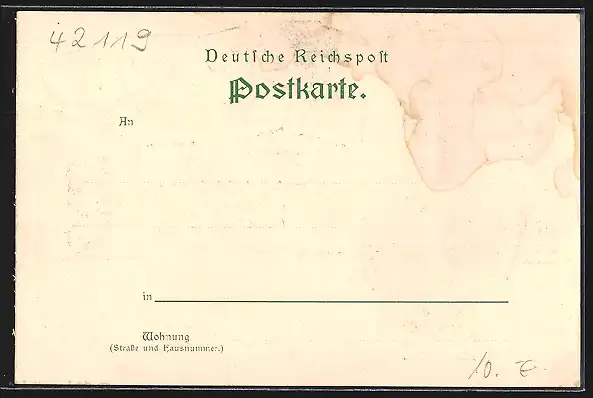 42119
Deutsche Reichspost
Postkarte.
An
in
Wohnung
(Straße und Hausnummer.)
10.